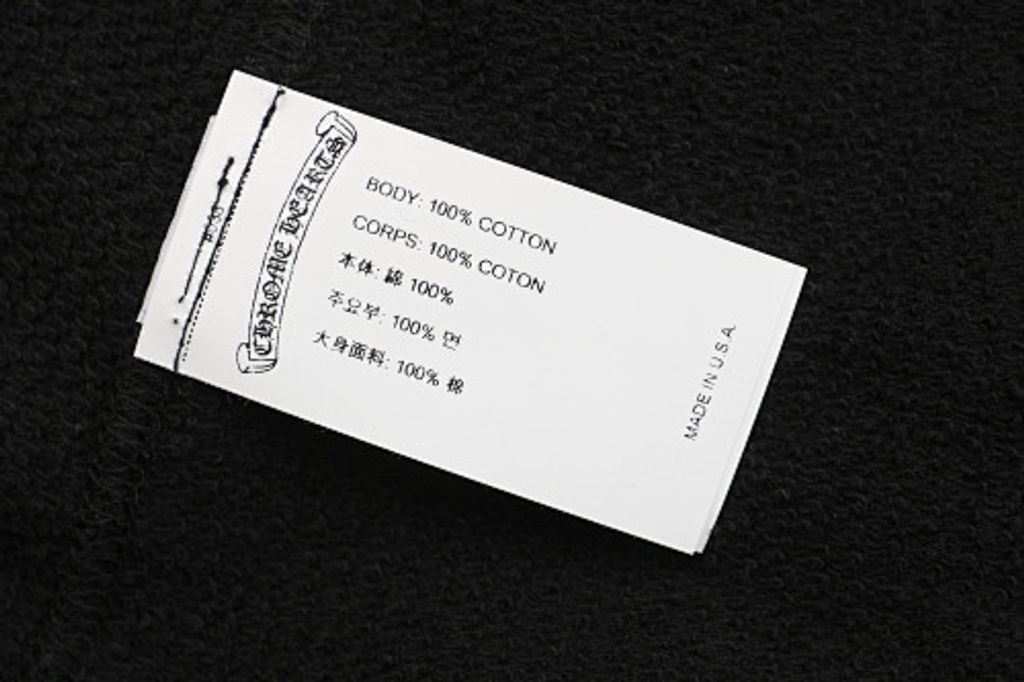 CHROME HEARTS
BODY: 100% COTTON
CORPS: 100% COTON
本体: 綿 100%
주요부: 100% 면
大身面料: 100% 棉
MADE IN U.S.A.